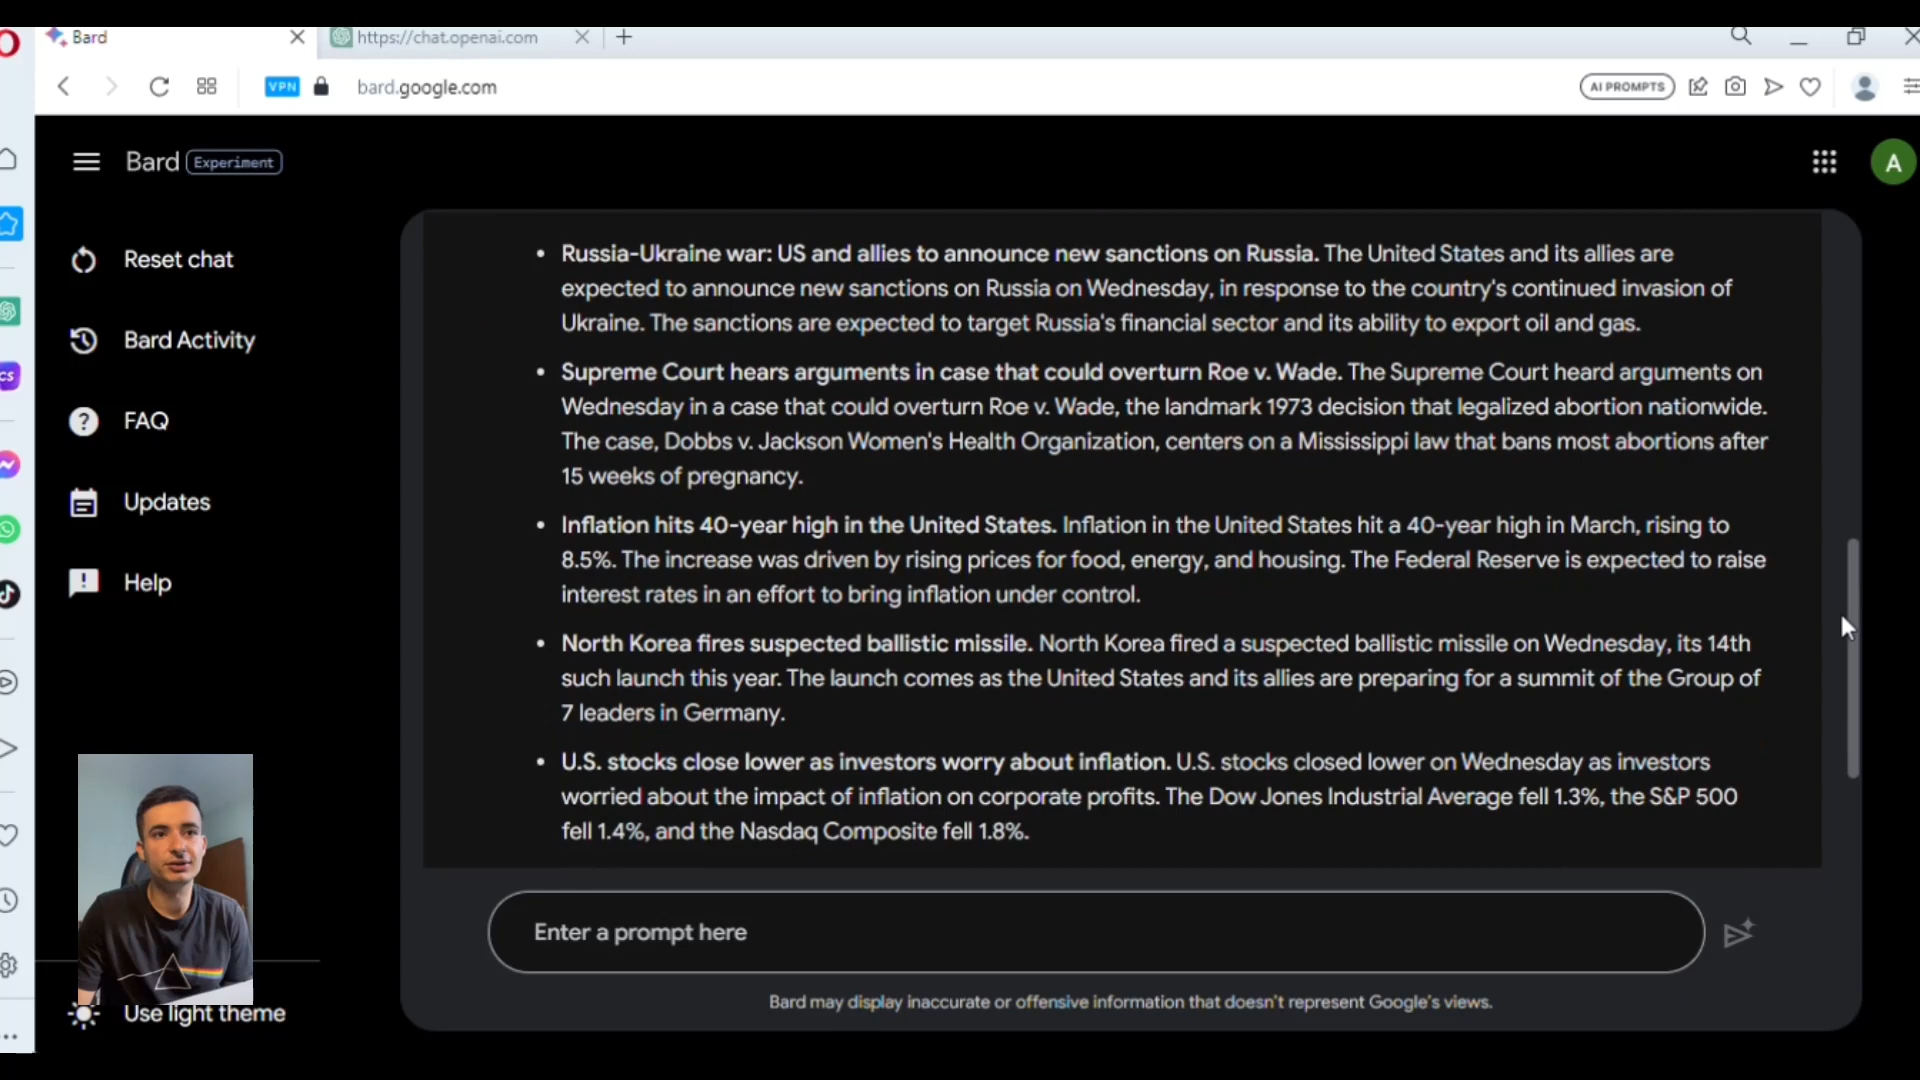 Bard
https://chat.openai.com
VPN
bard.google.com
AI PROMPTS
Bard
Experiment
A
Reset chat
Bard Activity
FAQ
Updates
Help
Use light theme
CS
• Russia-Ukraine war: US and allies to announce new sanctions on Russia. The United States and its allies are
expected to announce new sanctions on Russia on Wednesday, in response to the country's continued invasion of
Ukraine. The sanctions are expected to target Russia's financial sector and its ability to export oil and gas.
• Supreme Court hears arguments in case that could overturn Roe v. Wade. The Supreme Court heard arguments on
Wednesday in a case that could overturn Roe v. Wade, the landmark 1973 decision that legalized abortion nationwide.
The case, Dobbs v. Jackson Women's Health Organization, centers on a Mississippi law that bans most abortions after
15 weeks of pregnancy.
• Inflation hits 40-year high in the United States. Inflation in the United States hit a 40-year high in March, rising to
8.5%. The increase was driven by rising prices for food, energy, and housing. The Federal Reserve is expected to raise
interest rates in an effort to bring inflation under control.
• North Korea fires suspected ballistic missile. North Korea fired a suspected ballistic missile on Wednesday, its 14th
such launch this year. The launch comes as the United States and its allies are preparing for a summit of the Group of
7 leaders in Germany.
• U.S. stocks close lower as investors worry about inflation. U.S. stocks closed lower on Wednesday as investors
worried about the impact of inflation on corporate profits. The Dow Jones Industrial Average fell 1.3%, the S&P 500
fell 1.4%, and the Nasdaq Composite fell 1.8%.
Enter a prompt here
Bard may display inaccurate or offensive information that doesn't represent Google's views.